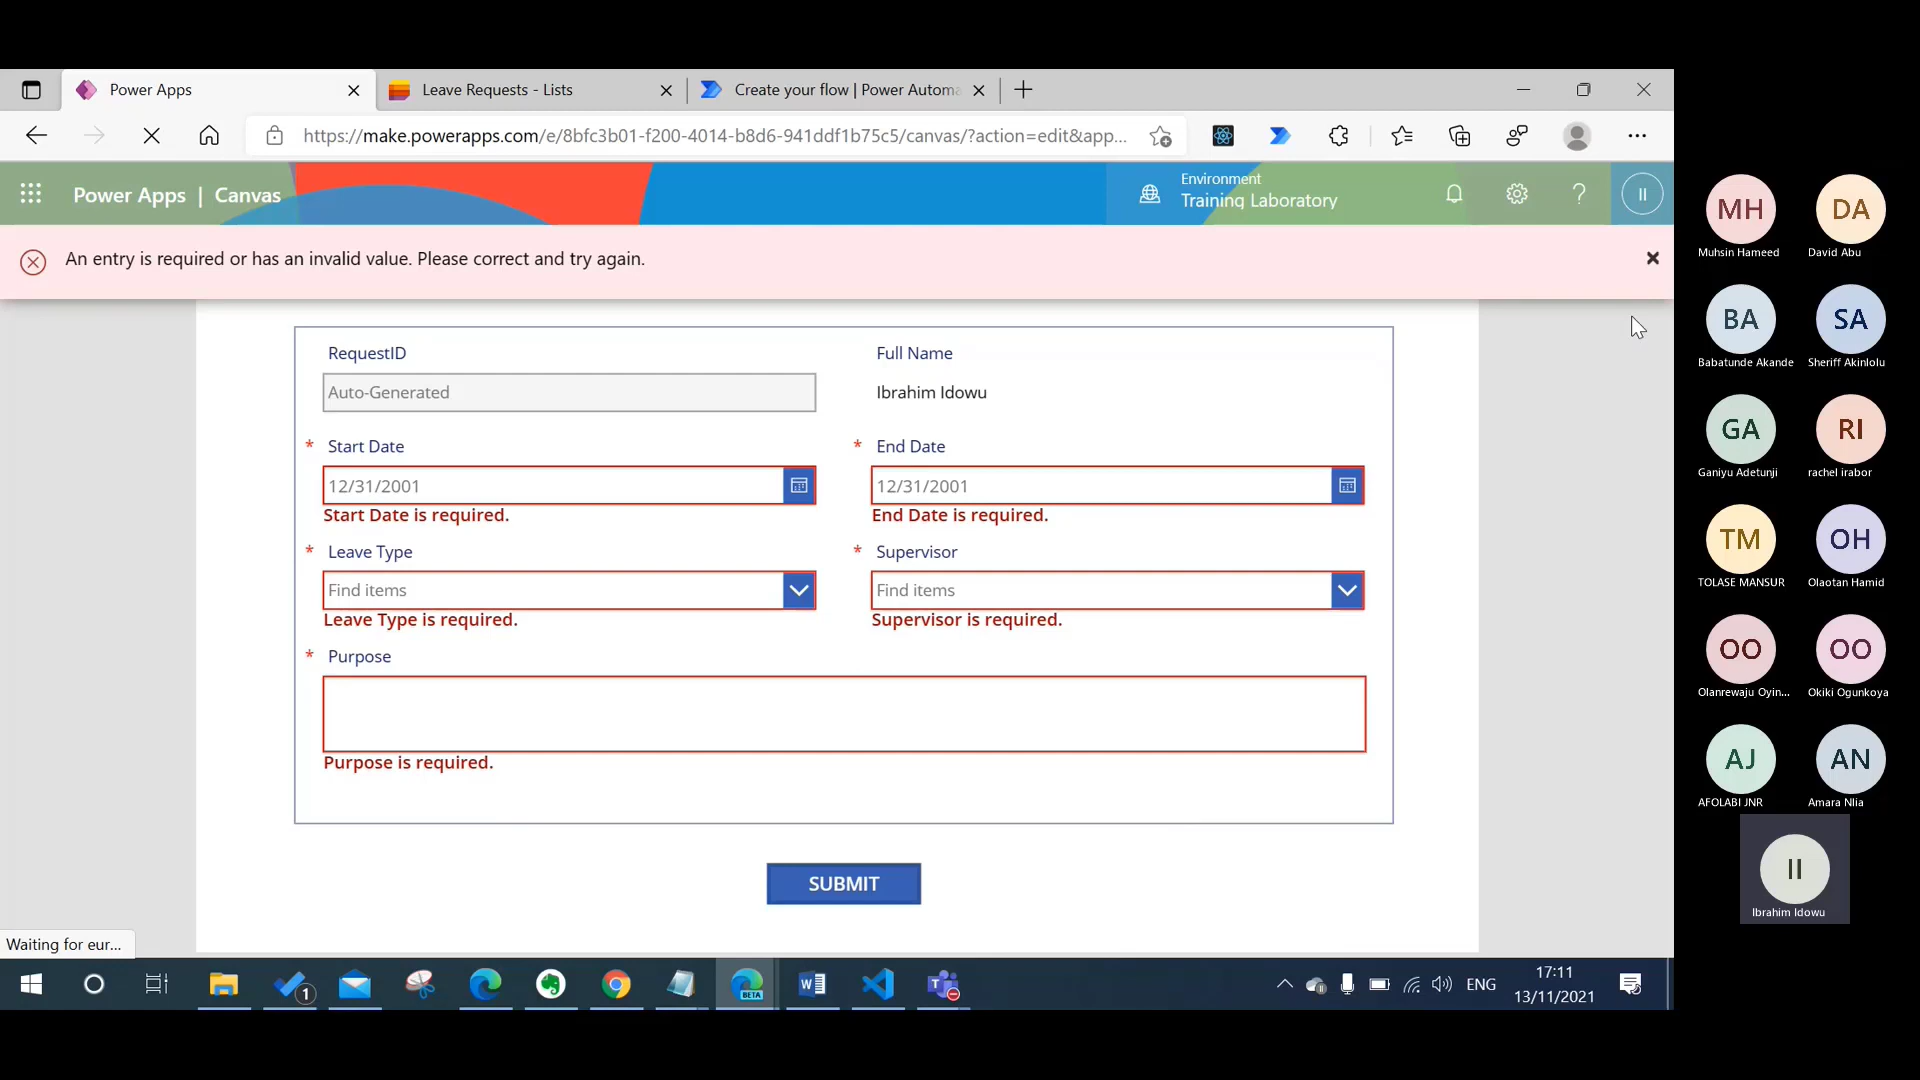 Power Apps
Leave Requests - Lists
Create your flow | Power Automa
https://make.powerapps.com/e/8bfc3b01-f200-4014-b8d6-941ddf1b75c5/canvas/?action=edit&app...
Power Apps | Canvas
Environment
Training Laboratory
II
An entry is required or has an invalid value. Please correct and try again.
RequestID
Full Name
Auto-Generated
Ibrahim Idowu
* Start Date
* End Date
12/31/2001
12/31/2001
Start Date is required.
End Date is required.
* Leave Type
* Supervisor
Find items
Find items
Leave Type is required.
Supervisor is required.
* Purpose
Purpose is required.
SUBMIT
Waiting for eur...
1
BETA
ENG
17:11
13/11/2021
MH
DA
Muhsin Hameed
David Abu
BA
SA
Babatunde Akande
Sheriff Akinlolu
GA
RI
Ganiyu Adetunji
rachel irabor
TM
OH
TOLASE MANSUR
Olaotan Hamid
OO
OO
Olanrewaju Oyin...
Okiki Ogunkoya
AJ
AN
AFOLABI JNR
Amara Nlia
II
Ibrahim Idowu